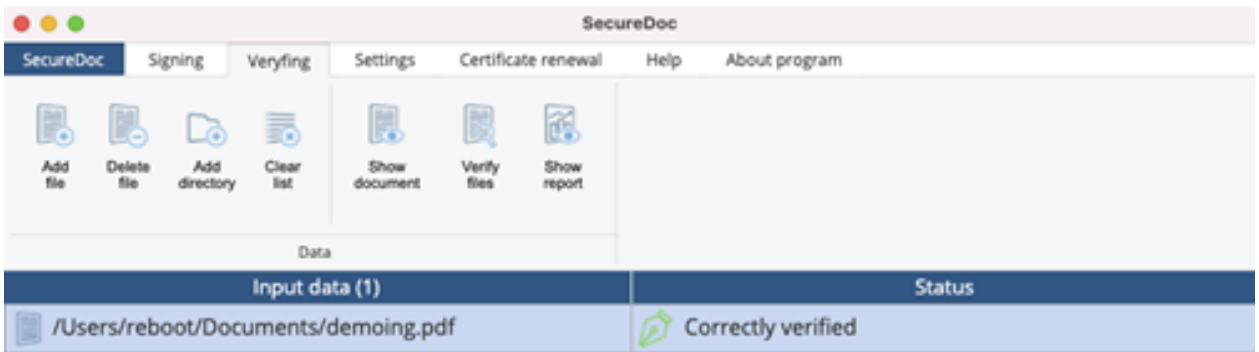 SecureDoc
SecureDoc Signing Veryfing Settings Certificate renewal Help About program
Add file Delete file Add directory Clear list Show document Verify files Show report
Data
Input data (1) Status
/Users/reboot/Documents/demoing.pdf Correctly verified